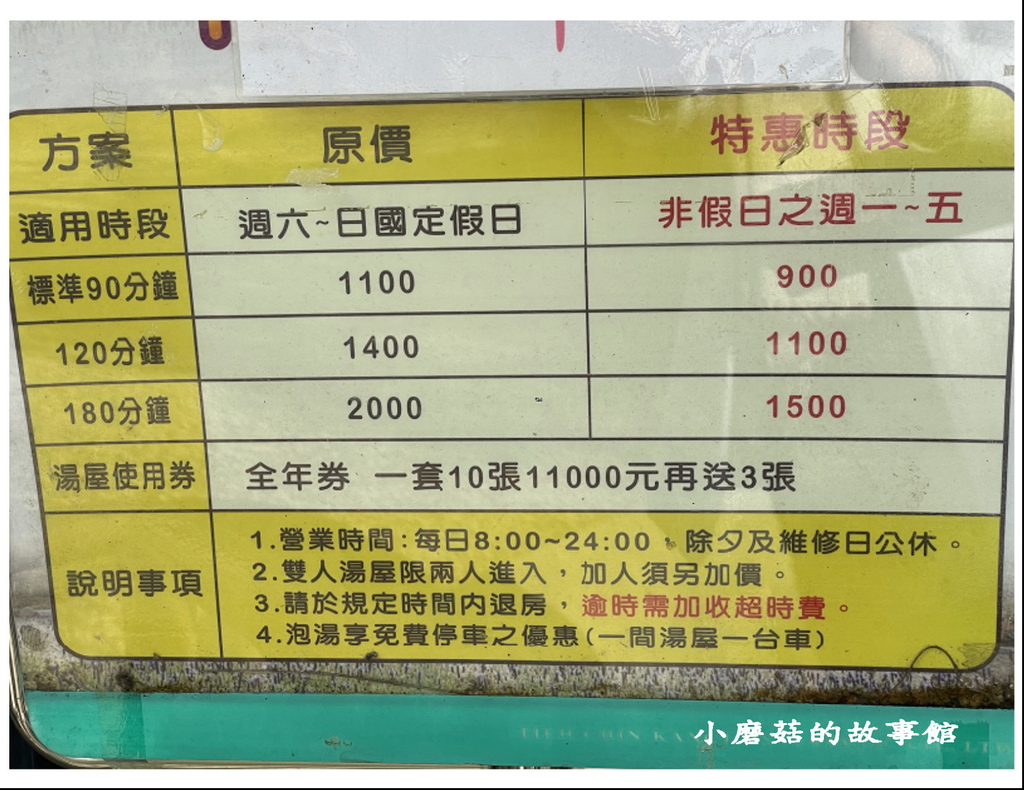 方案 原價 特惠時段
適用時段 週六~日國定假日 非假日之週一~五
標準90分鐘 1100 900
120分鐘 1400 1100
180分鐘 2000 1500
湯屋使用券 全年券 一套10張11000元再送3張
說明事項
1.營業時間:每日8:00~24:00，除夕及維修日公休。
2.雙人湯屋限兩人進入，加人須另加價。
3.請於規定時間內退房，逾時需加收超時費。
4.泡湯享免費停車之優惠(一間湯屋一台車)
小磨菇的故事館